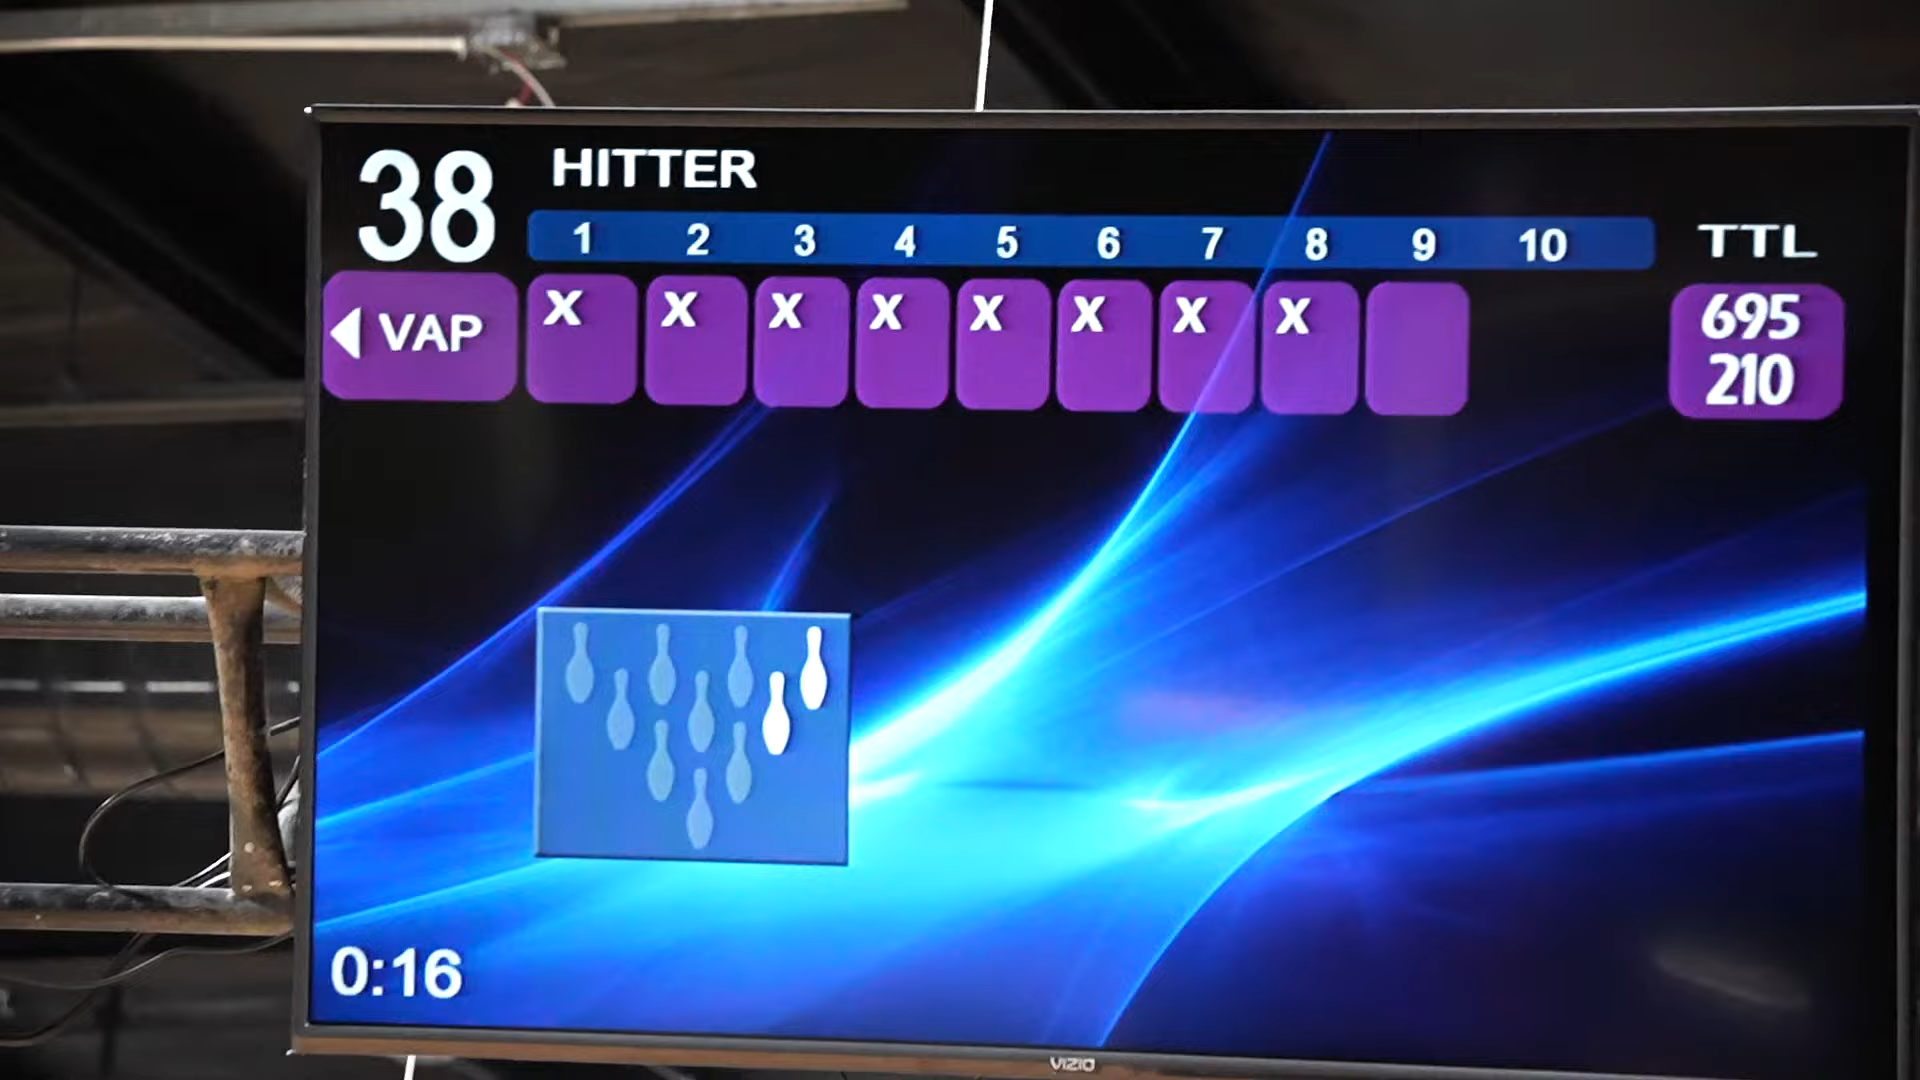 38 HITTER
1 2 3 4 5 6 7 8 9 10 TTL
VAP X X X X X X X X 695
210
0:16
VIZIO